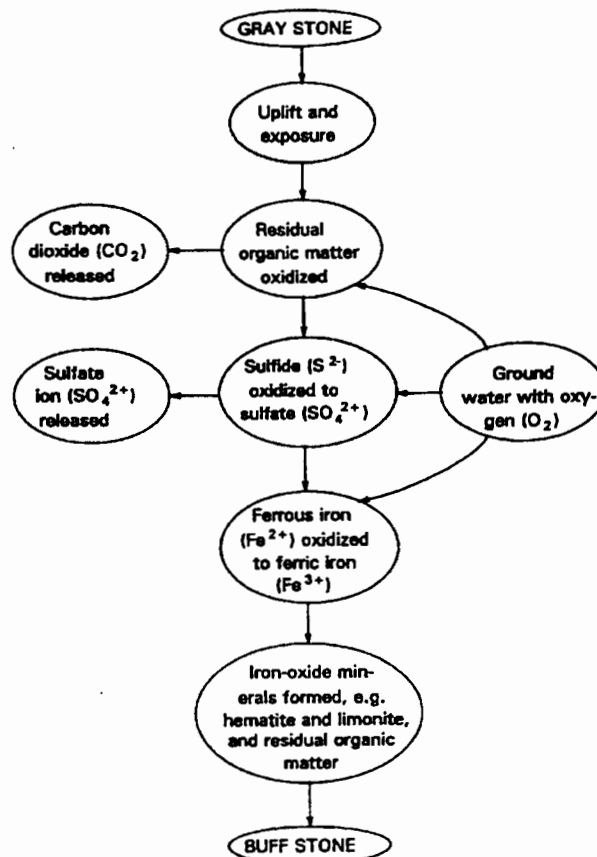 GRAY STONE
Uplift and
exposure
Carbon
dioxide (CO₂)
released
Residual
organic matter
oxidized
Sulfate
ion (SO₄²⁺)
released
Sulfide (S²⁻)
oxidized to
sulfate (SO₄²⁺)
Ground
water with oxy-
gen (O₂)
Ferrous iron
(Fe²⁺) oxidized
to ferric iron
(Fe³⁺)
Iron-oxide min-
erals formed, e.g.
hematite and limonite,
and residual organic
matter
BUFF STONE